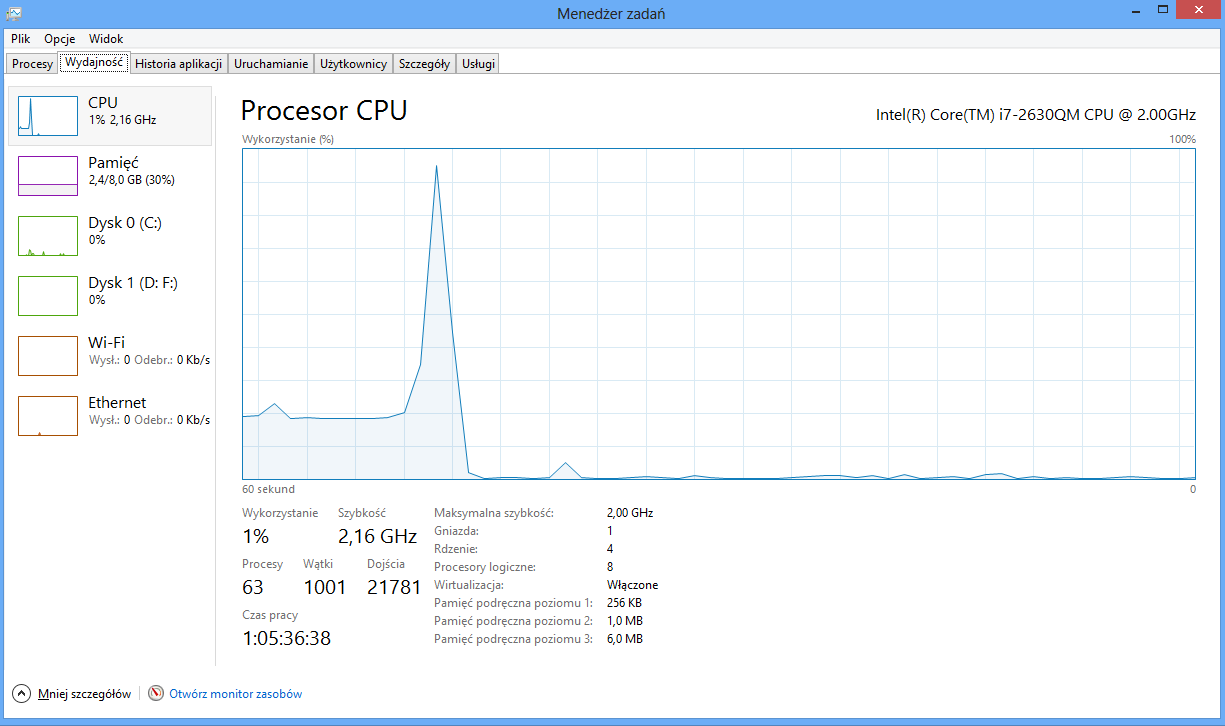 Menedżer zadań
Plik Opcje Widok
Procesy Wydajność Historia aplikacji Uruchamianie Użytkownicy Szczegóły Usługi
CPU
1% 2,16 GHz
Pamięć
2,4/8,0 GB (30%)
Dysk 0 (C:)
0%
Dysk 1 (D: F:)
0%
Wi-Fi
Wysł.: 0 Odebr.: 0 Kb/s
Ethernet
Wysł.: 0 Odebr.: 0 Kb/s
Procesor CPU
Intel(R) Core(TM) i7-2630QM CPU @ 2.00GHz
Wykorzystanie (%) 100%
60 sekund 0
Wykorzystanie Szybkość
1% 2,16 GHz
Procesy Wątki Dojścia
63 1001 21781
Czas pracy
1:05:36:38
Maksymalna szybkość: 2,00 GHz
Gniazda: 1
Rdzenie: 4
Procesory logiczne: 8
Wirtualizacja: Włączone
Pamięć podręczna poziomu 1: 256 KB
Pamięć podręczna poziomu 2: 1,0 MB
Pamięć podręczna poziomu 3: 6,0 MB
Mniej szczegółów Otwórz monitor zasobów